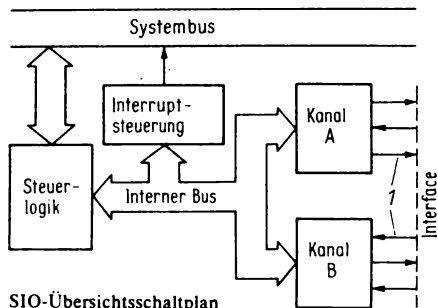 Systembus
Interrupt-
steuerung
Kanal
A
Steuer-
logik
Interner Bus
1
Interface
Kanal
B
SIO-Übersichtsschaltplan